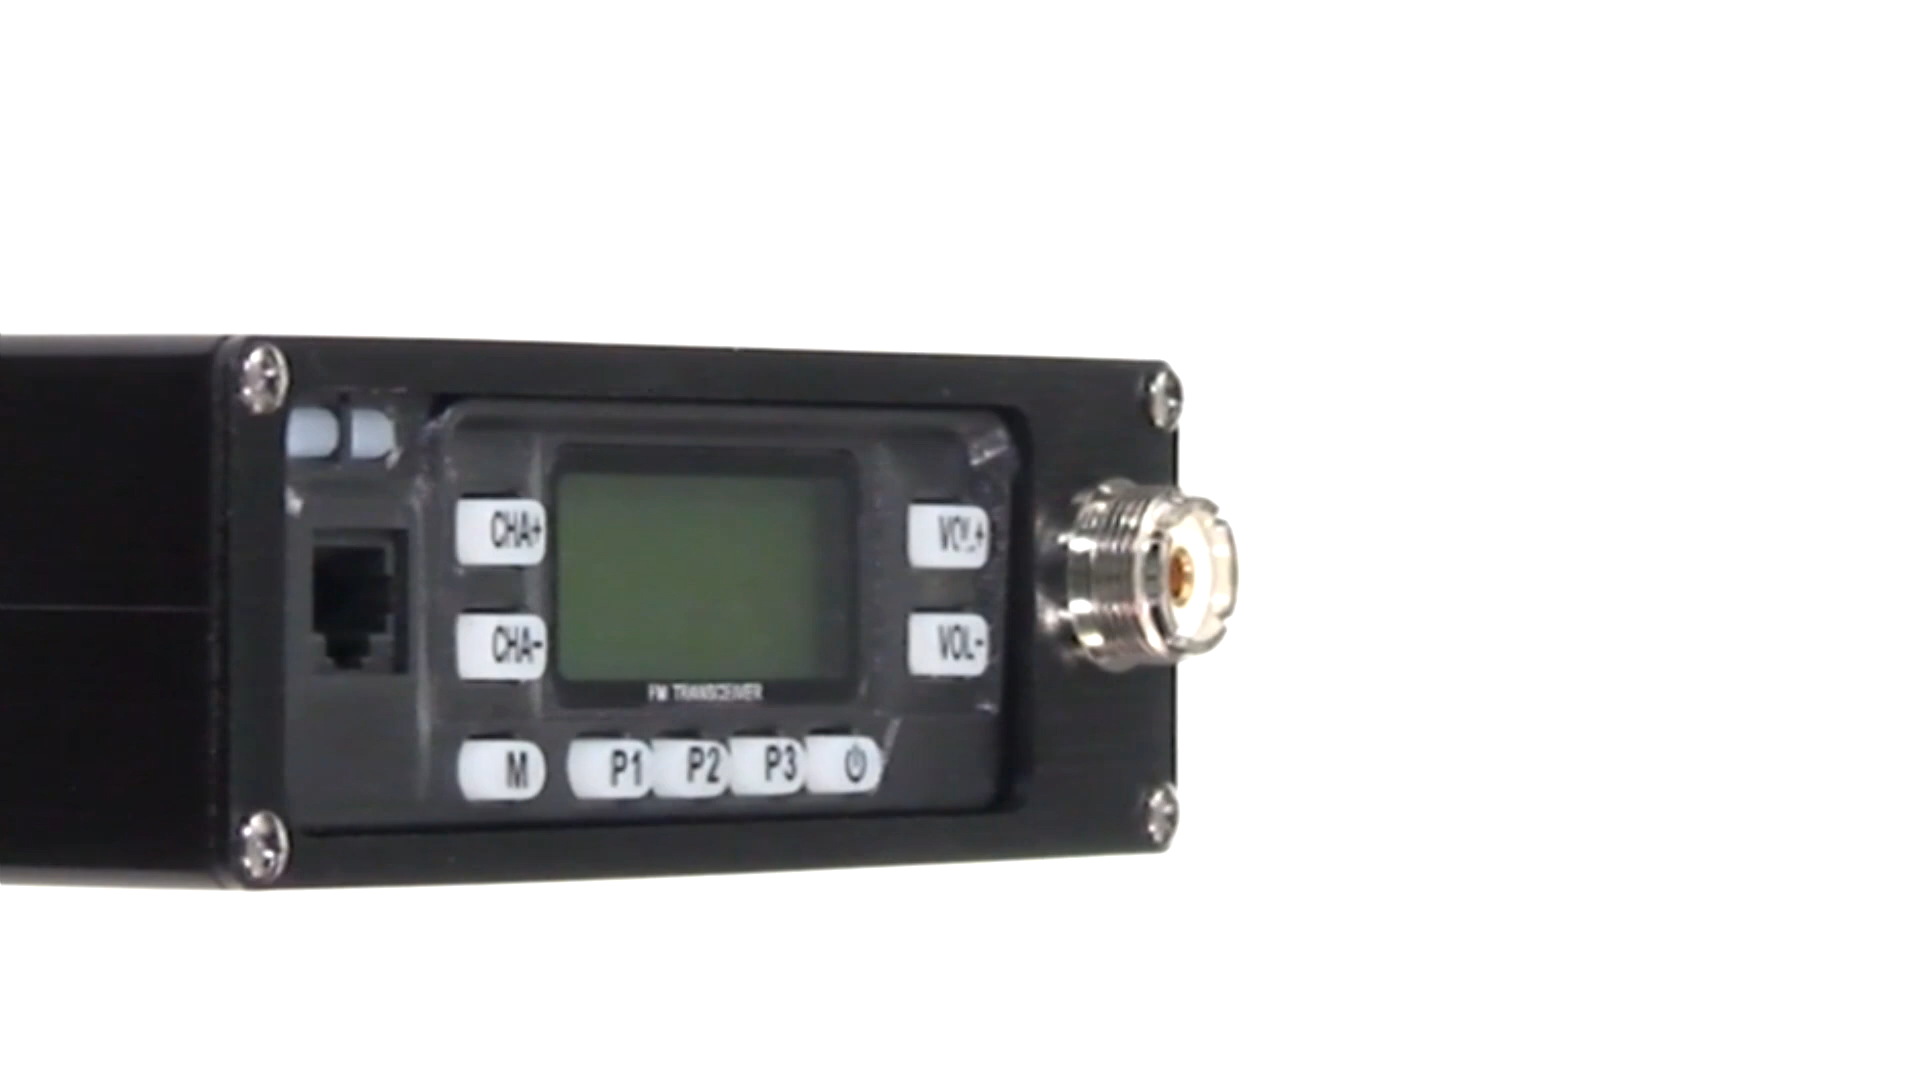 CHA+
VOL+
CHA-
VOL-
FM TRANSCEIVER
M
P1
P2
P3